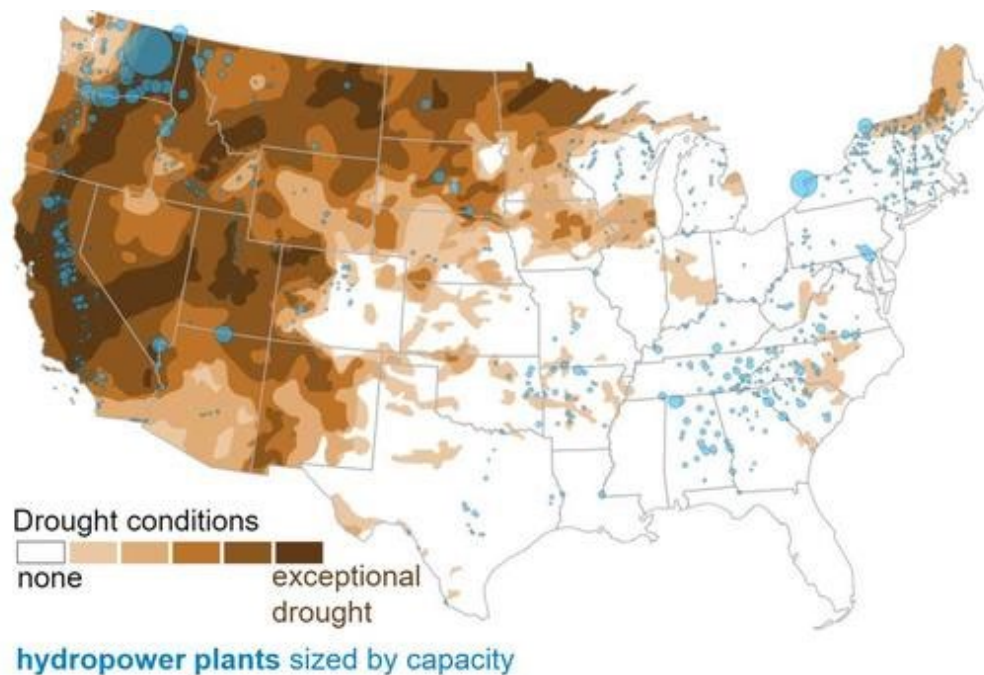 Drought conditions
none
exceptional
drought
hydropower plants sized by capacity